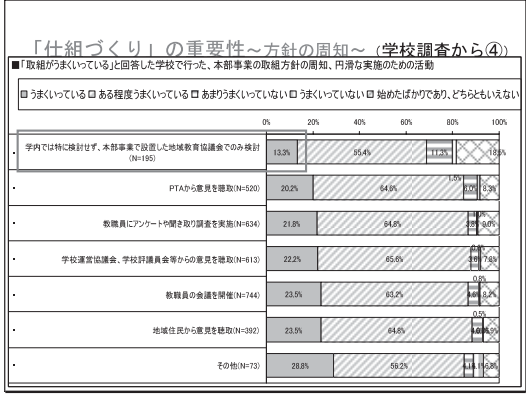 「仕組づくり」の重要性～方針の周知～ (学校調査から④)
■「取組がうまくいっている」と回答した学校で行った、本部事業の取組方針の周知、円滑な実施のための活動
うまくいっている ある程度うまくいっている あまりうまくいっていない うまくいっていない 始めたばかりであり、どちらともいえない
0% 20% 40% 60% 80% 100%
学内では特に検討せず、本部事業で設置した地域教育協議会でのみ検討
(N=195)
13.3% 55.4% 11.3% 18.5%
PTAから意見を聴取(N=520)
20.2% 64.6% 6.0% 8.3%
教職員にアンケートや聞き取り調査を実施(N=634)
21.8% 64.8% 3.8% 9.0%
学校運営協議会、学校評議員会等からの意見を聴取(N=613)
22.2% 65.6% 7.8%
0.8%
教職員の会議を開催(N=744)
23.5% 63.2% 4.6% 8.2%
0.5%
地域住民から意見を聴取(N=392)
23.5% 64.8%
その他(N=73)
28.8% 56.2% 6.8%